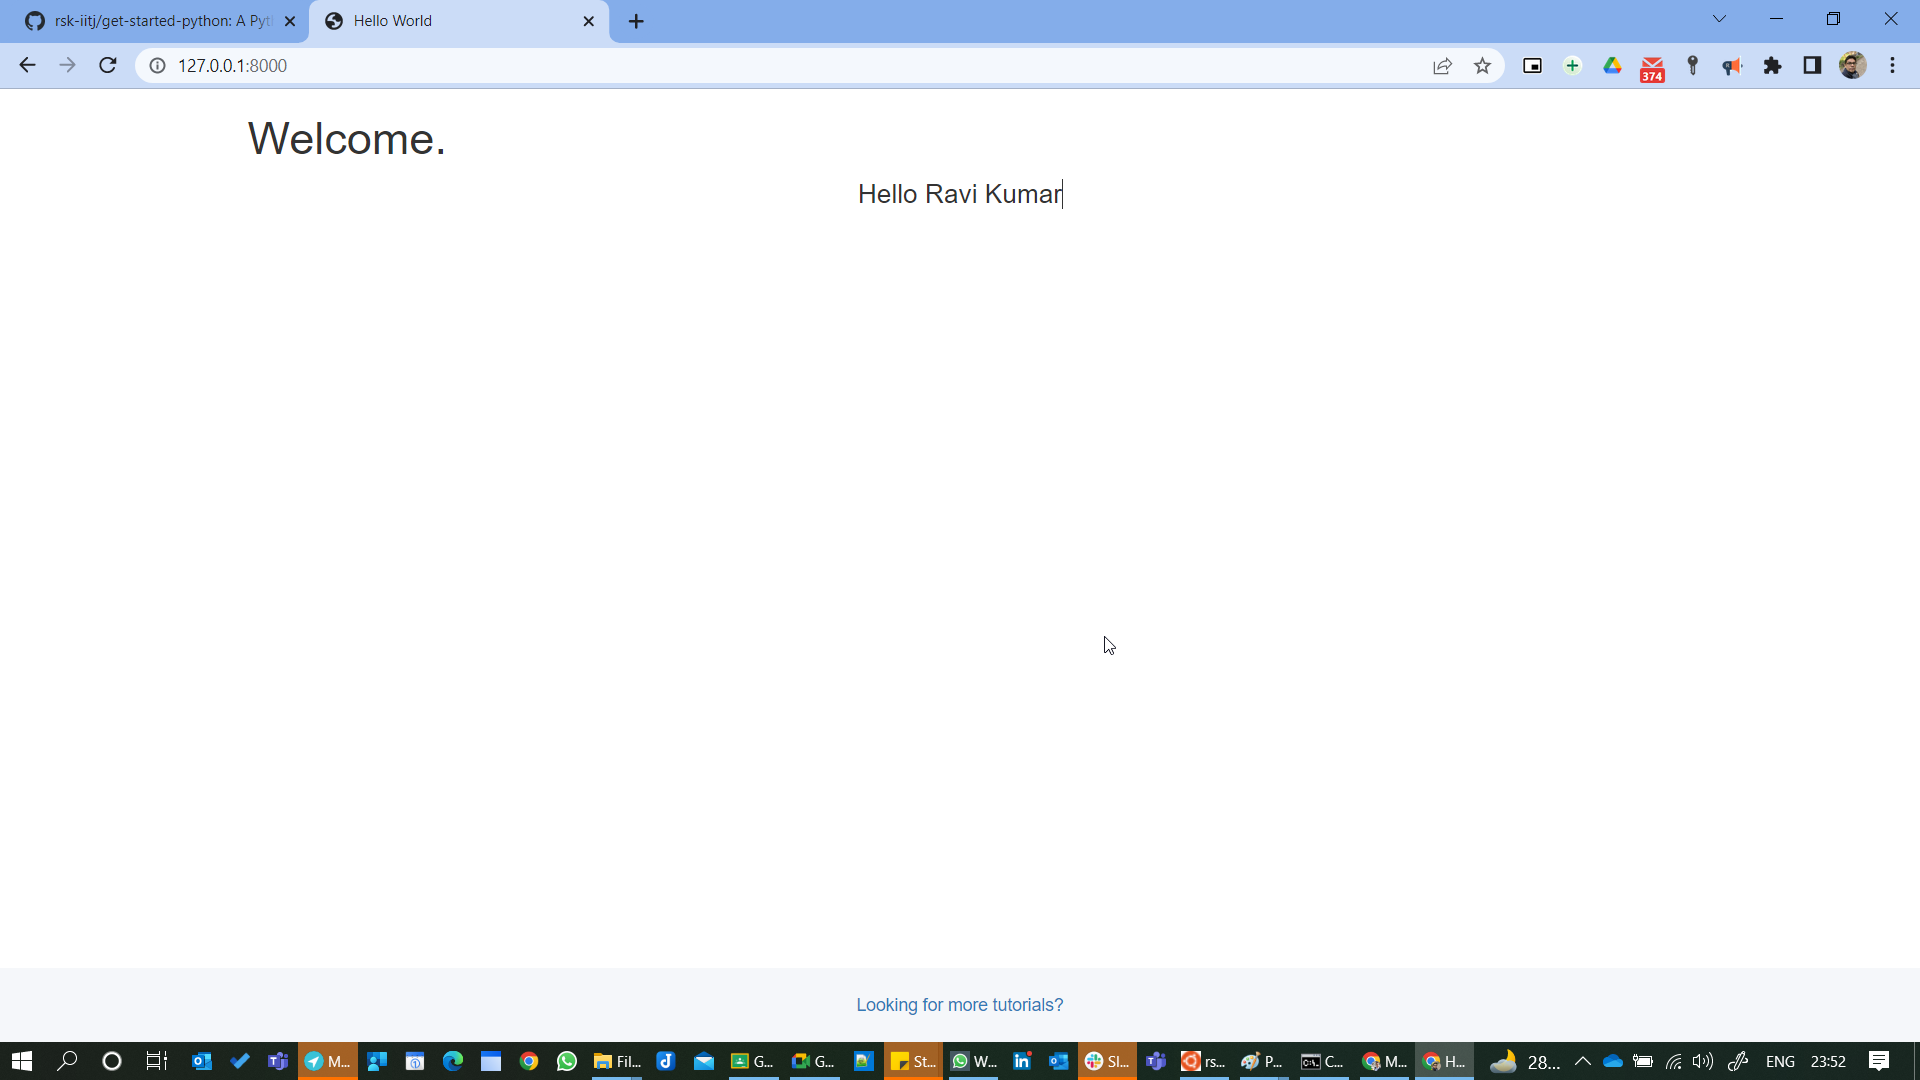 rsk-iitj/get-started-python: A Pyt
Hello World
127.0.0.1:8000
374
Welcome.
Hello Ravi Kumar
Looking for more tutorials?
M... Fil... G... G... St... W... Sl... rs... P... C... M... H... 28... ENG 23:52